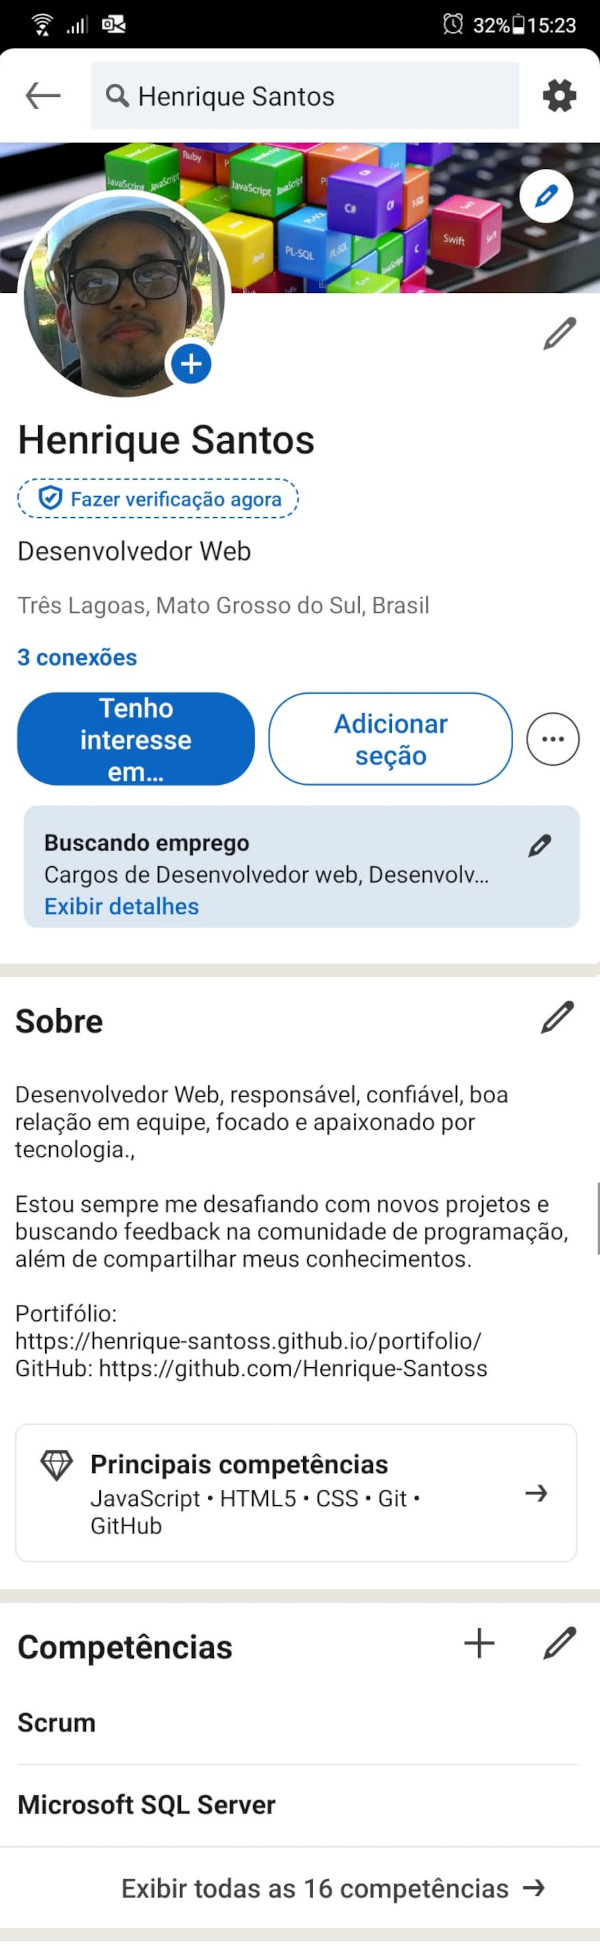 32% 15:23
Henrique Santos
Ruby
JavaScript
JavaScript
JavaScript
C#
PL-SQL
PL-SQL
Swift
Henrique Santos
Fazer verificação agora
Desenvolvedor Web
Três Lagoas, Mato Grosso do Sul, Brasil
3 conexões
Tenho
interesse
em...
Adicionar
seção
Buscando emprego
Cargos de Desenvolvedor web, Desenvolv...
Exibir detalhes
Sobre
Desenvolvedor Web, responsável, confiável, boa
relação em equipe, focado e apaixonado por
tecnologia.,
Estou sempre me desafiando com novos projetos e
buscando feedback na comunidade de programação,
além de compartilhar meus conhecimentos.
Portifólio:
https://henrique-santoss.github.io/portifolio/
GitHub: https://github.com/Henrique-Santoss
Principais competências
JavaScript • HTML5 • CSS • Git •
GitHub
Competências
Scrum
Microsoft SQL Server
Exibir todas as 16 competências